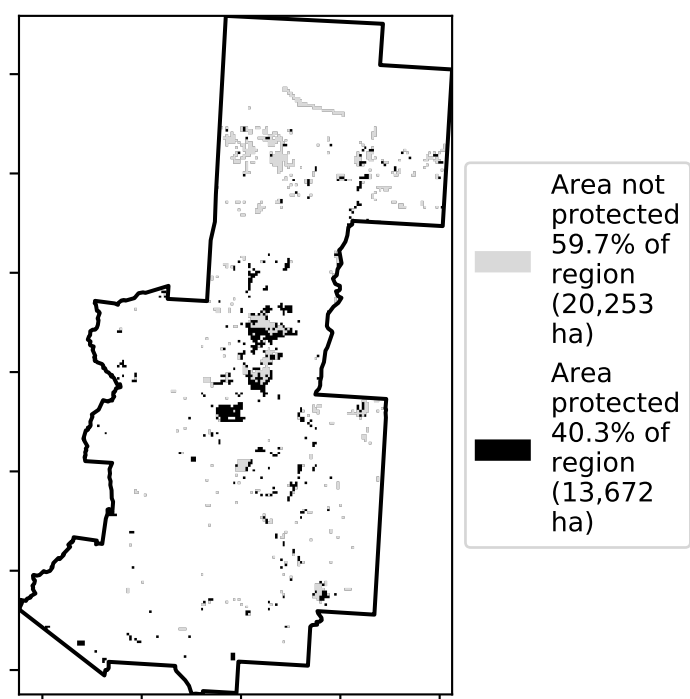 Area not
protected
59.7% of
region
(20,253
ha)
Area
protected
40.3% of
region
(13,672
ha)